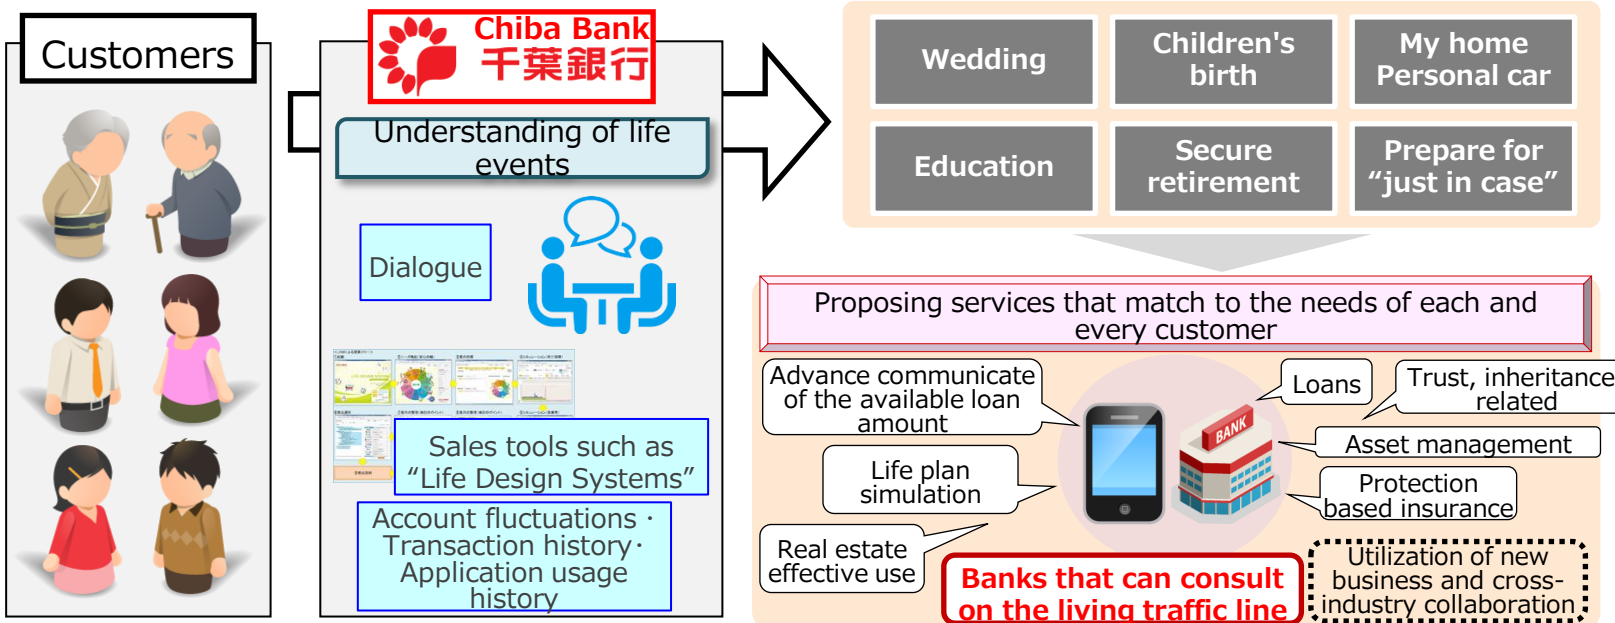 Customers
Chiba Bank
千葉銀行
Understanding of life
events
Dialogue
Sales tools such as
“Life Design Systems”
Account fluctuations・
Transaction history・
Application usage
history
Wedding
Children's
birth
My home
Personal car
Education
Secure
retirement
Prepare for
“just in case”
Proposing services that match to the needs of each and
every customer
Advance communicate
of the available loan
amount
Life plan
simulation
Real estate
effective use
BANK
Loans
Trust, inheritance
related
Asset management
Protection
based insurance
Banks that can consult
on the living traffic line
Utilization of new
business and cross-
industry collaboration